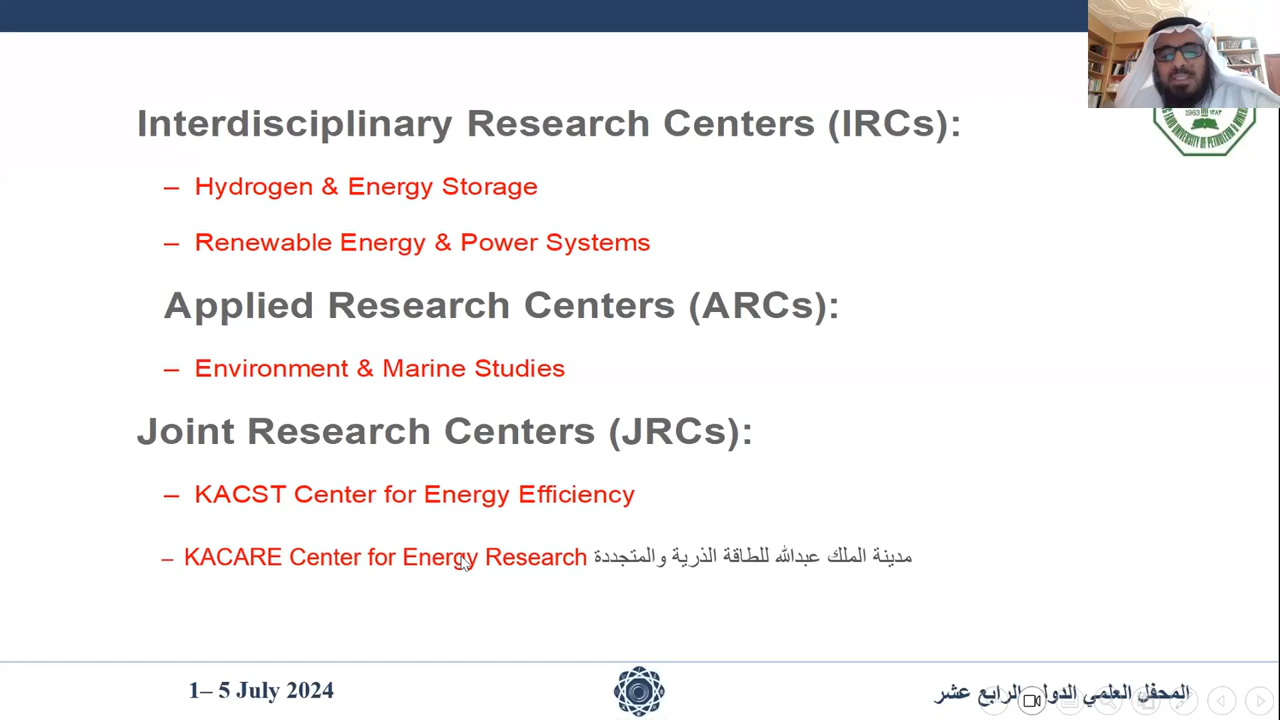 Interdisciplinary Research Centers (IRCs):
– Hydrogen & Energy Storage
– Renewable Energy & Power Systems
Applied Research Centers (ARCs):
– Environment & Marine Studies
Joint Research Centers (JRCs):
– KACST Center for Energy Efficiency
– KACARE Center for Energy Research مدينة الملك عبدالله للطاقة الذرية والمتجددة
1– 5 July 2024
المحفل العلمي الدولي الرابع عشر